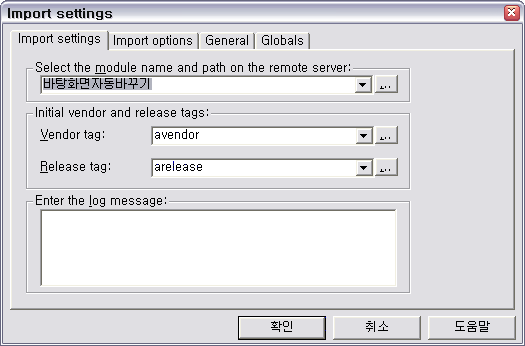 Import settings
Import settings Import options General Globals
Select the module name and path on the remote server:
바탕화면자동바꾸기 ...
Initial vendor and release tags:
Vendor tag: avendor ...
Release tag: arelease ...
Enter the log message:
확인 취소 도움말